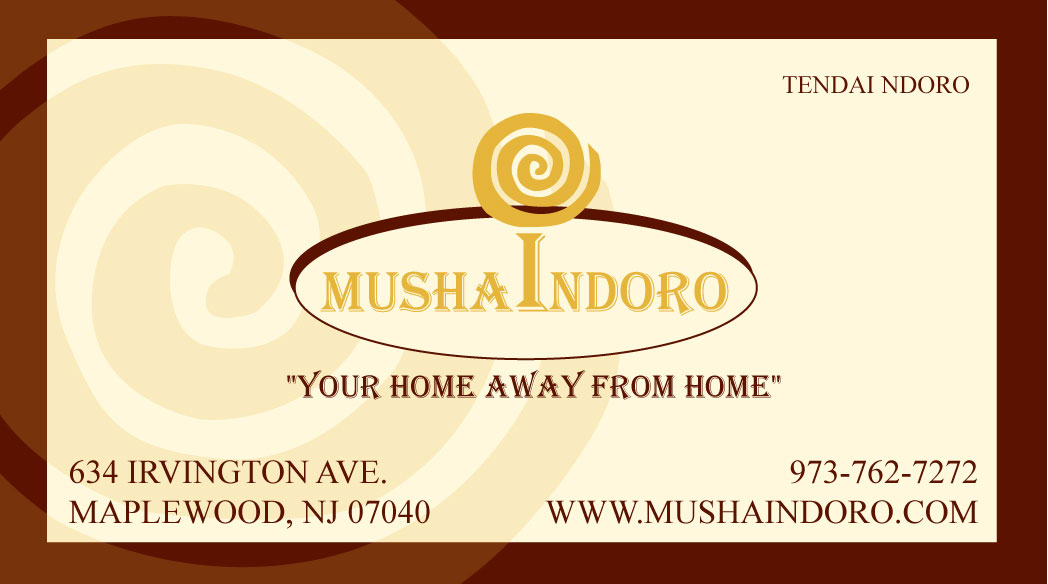 TENDAI NDORO
MUSHAINDORO
"YOUR HOME AWAY FROM HOME"
634 IRVINGTON AVE.
MAPLEWOOD, NJ 07040
973-762-7272
WWW.MUSHAINDORO.COM